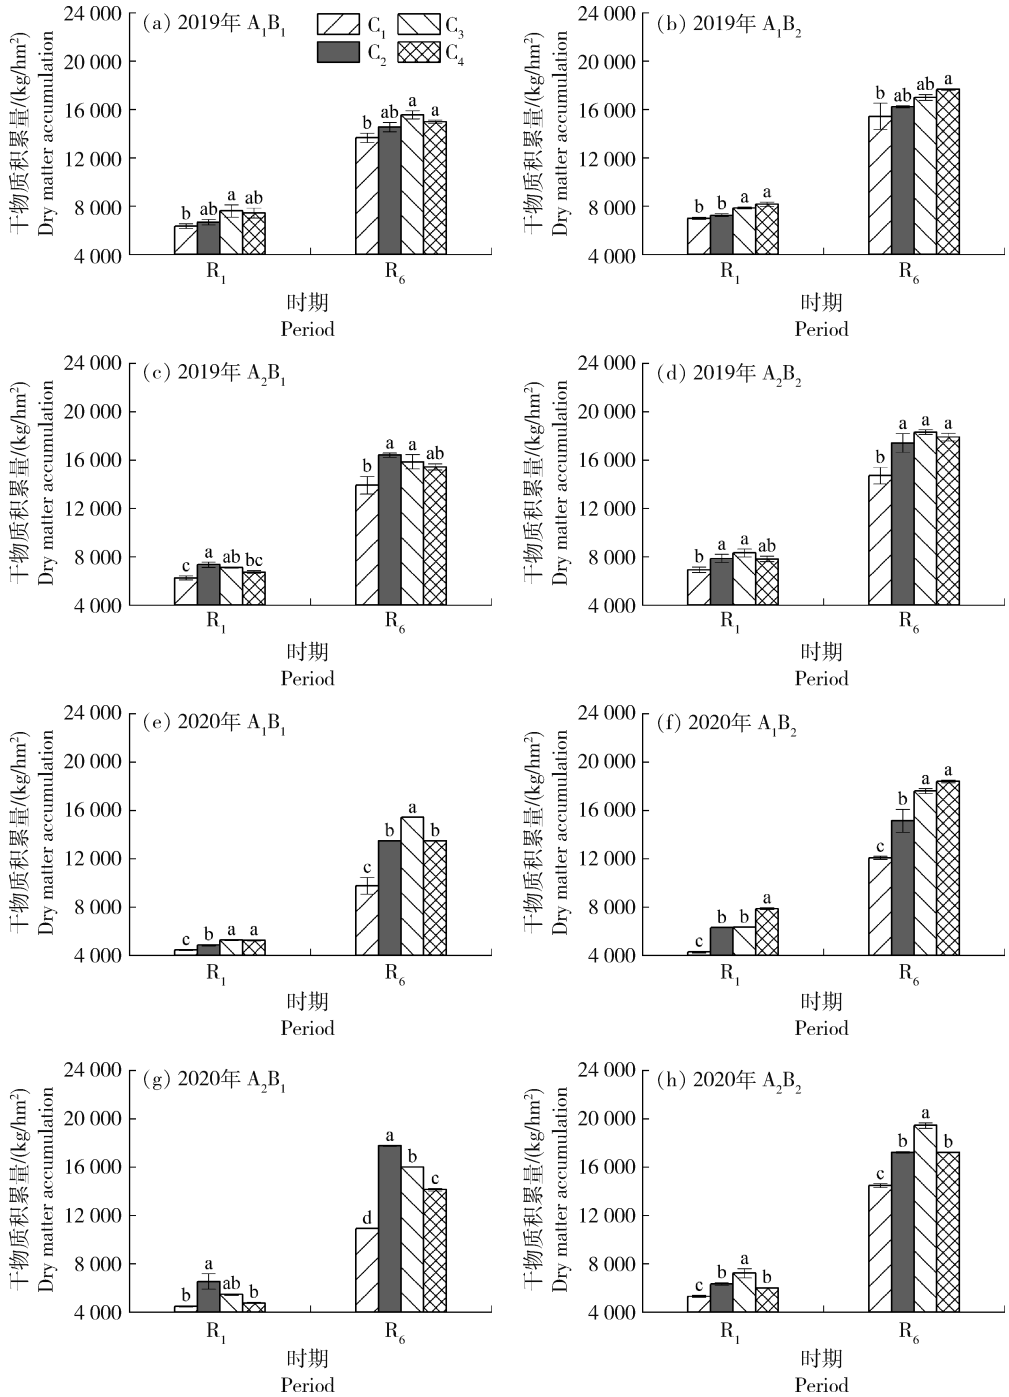 (a) 2019年 A₁B₁
C₁
C₃
C₂
C₄
干物质积累量/(kg/hm²)
Dry matter accumulation
24 000
20 000
16 000
12 000
8 000
4 000
b
ab
a
ab
b
ab
a
a
R₁
R₆
时期
Period
(b) 2019年 A₁B₂
干物质积累量/(kg/hm²)
Dry matter accumulation
24 000
20 000
16 000
12 000
8 000
4 000
b
b
a
a
b
ab
ab
a
R₁
R₆
时期
Period
(c) 2019年 A₂B₁
干物质积累量/(kg/hm²)
Dry matter accumulation
24 000
20 000
16 000
12 000
8 000
4 000
c
a
ab
bc
b
a
a
ab
R₁
R₆
时期
Period
(d) 2019年 A₂B₂
干物质积累量/(kg/hm²)
Dry matter accumulation
24 000
20 000
16 000
12 000
8 000
4 000
b
a
a
ab
b
a
a
a
R₁
R₆
时期
Period
(e) 2020年 A₁B₁
干物质积累量/(kg/hm²)
Dry matter accumulation
24 000
20 000
16 000
12 000
8 000
4 000
c
b
a
a
c
b
a
b
R₁
R₆
时期
Period
(f) 2020年 A₁B₂
干物质积累量/(kg/hm²)
Dry matter accumulation
24 000
20 000
16 000
12 000
8 000
4 000
c
b
b
a
c
b
a
a
R₁
R₆
时期
Period
(g) 2020年 A₂B₁
干物质积累量/(kg/hm²)
Dry matter accumulation
24 000
20 000
16 000
12 000
8 000
4 000
b
a
ab
b
d
a
b
c
R₁
R₆
时期
Period
(h) 2020年 A₂B₂
干物质积累量/(kg/hm²)
Dry matter accumulation
24 000
20 000
16 000
12 000
8 000
4 000
c
b
a
b
c
b
a
b
R₁
R₆
时期
Period